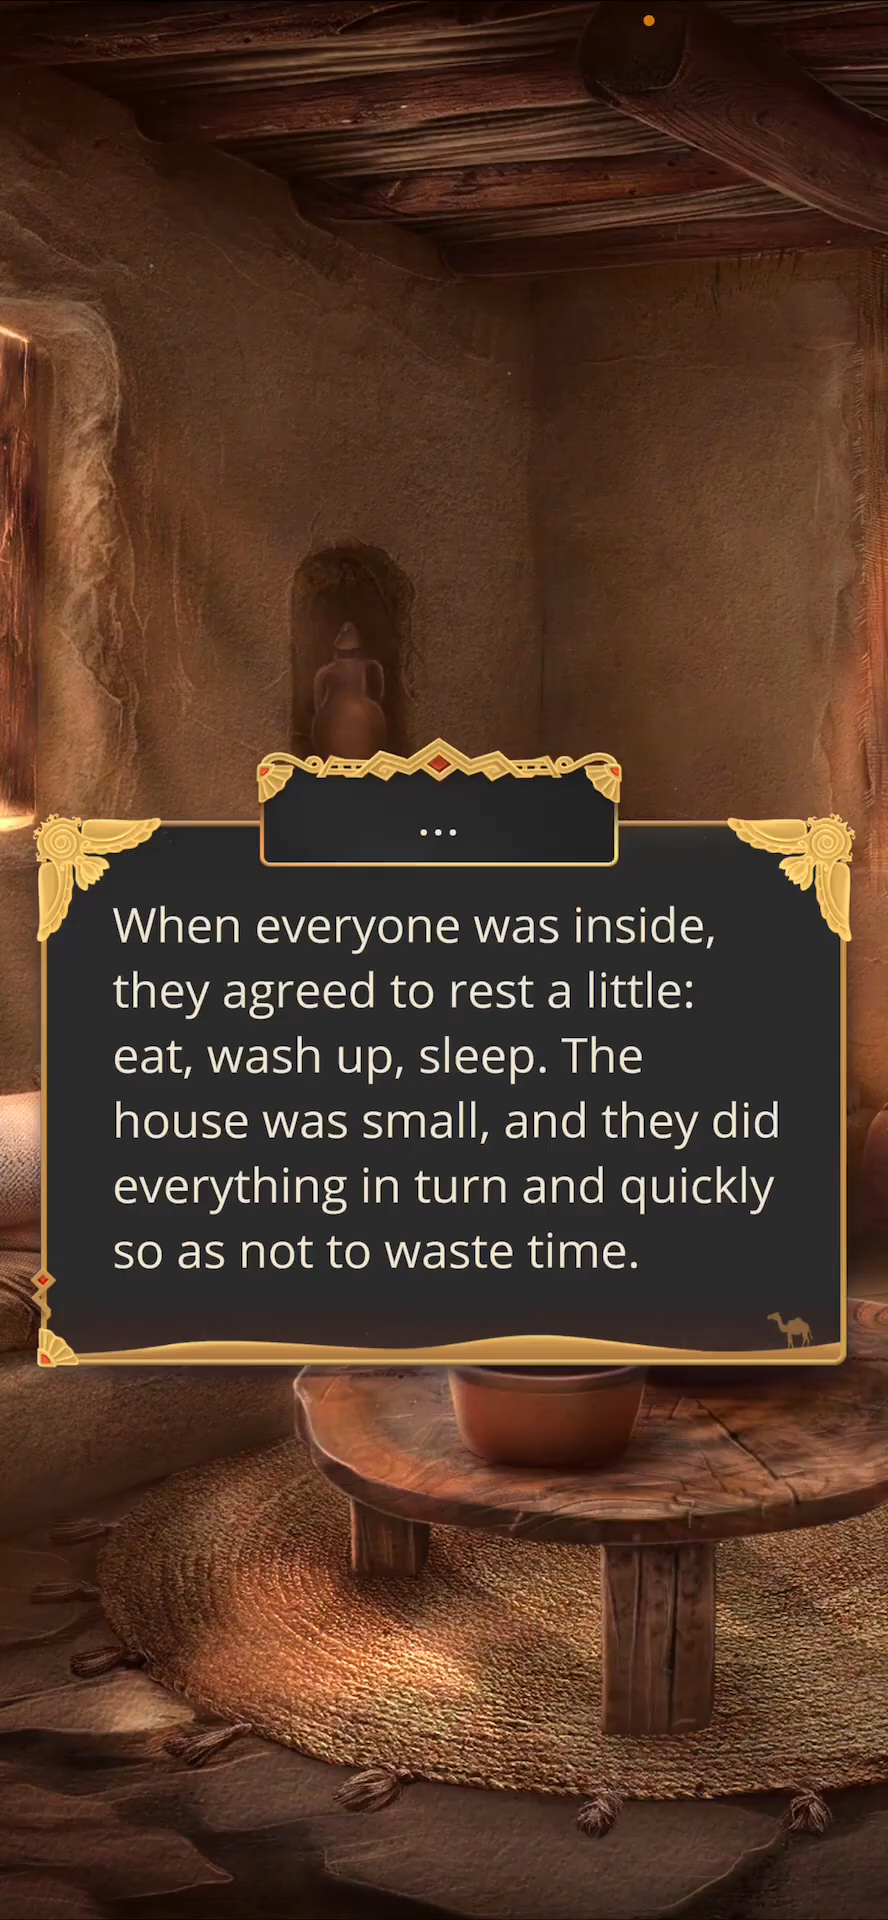 ...
When everyone was inside,
they agreed to rest a little:
eat, wash up, sleep. The
house was small, and they did
everything in turn and quickly
so as not to waste time.